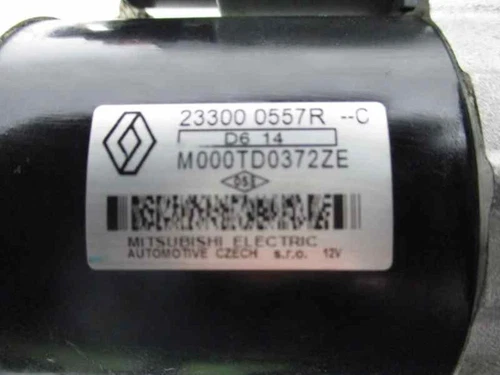 23300 0557R --C
D6 14
M000TD0372ZE
MITSUBISHI ELECTRIC
AUTOMOTIVE CZECH s.r.o. 12V